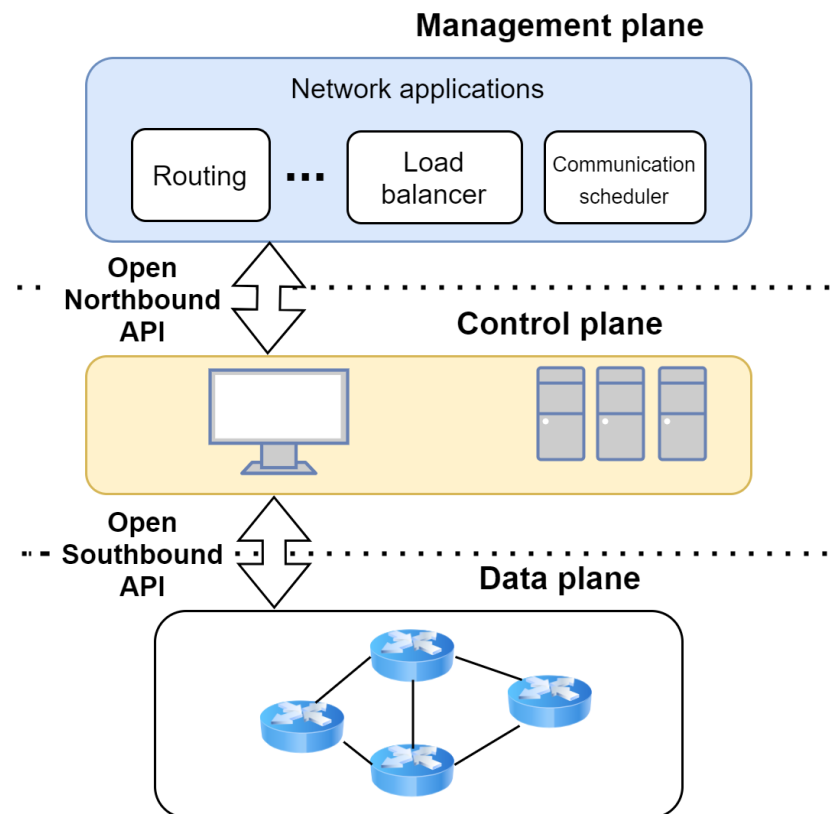 Management plane
Network applications
Routing
...
Load
balancer
Communication
scheduler
Open
Northbound
API
Control plane
Open
Southbound
API
Data plane